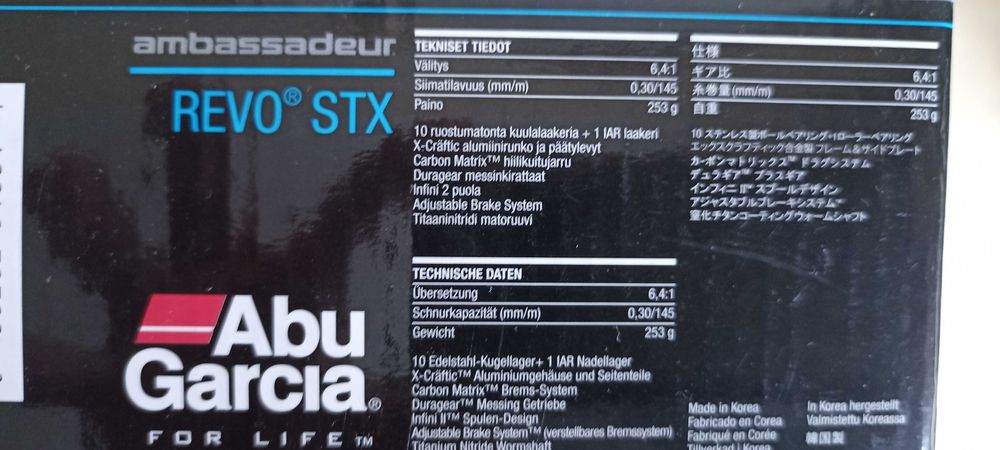 ambassadeur
REVO® STX
TEKNISET TIEDOT
Välitys 6,4:1
Siimatilavuus (mm/m) 0,30/145
Paino 253 g
10 ruostumatonta kuulalaakeria + 1 IAR laakeri
X-Cräftic alumiinirunko ja päätylevyt
Carbon Matrix™ hiilikuitujarru
Duragear messinkirattaat
Infini 2 puola
Adjustable Brake System
Titaaninitridi matoruuvi
仕様
ギア比 6,4:1
糸巻量(mm/m) 0,30/145
自重 253 g
10 ステンレス製ボールベアリング+1ローラーベアリング
エックスクラフティック合金製 フレーム&サイドプレート
カーボンマトリックス™ ドラグシステム
デュラギア™ ブラスギア
インフィニ II™ スプールデザイン
アジャスタブルブレーキシステム™
窒化チタンコーティングウォームシャフト
TECHNISCHE DATEN
Übersetzung 6,4:1
Schnurkapazität (mm/m) 0,30/145
Gewicht 253 g
10 Edelstahl-Kugellager+ 1 IAR Nadellager
X-Cräftic™ Aluminiumgehäuse und Seitenteile
Carbon Matrix™ Brems-System
Duragear™ Messing Getriebe
Infini II™ Spulen-Design
Adjustable Brake System™ (verstellbares Bremssystem)
Titanium Nitride Wormshaft
Abu
Garcia®
FOR LIFE™
Made in Korea
Fabricado en Corea
Fabriqué en Corée
Tillverkad i Korea
In Korea hergestellt
Valmistettu Koreassa
韓国製